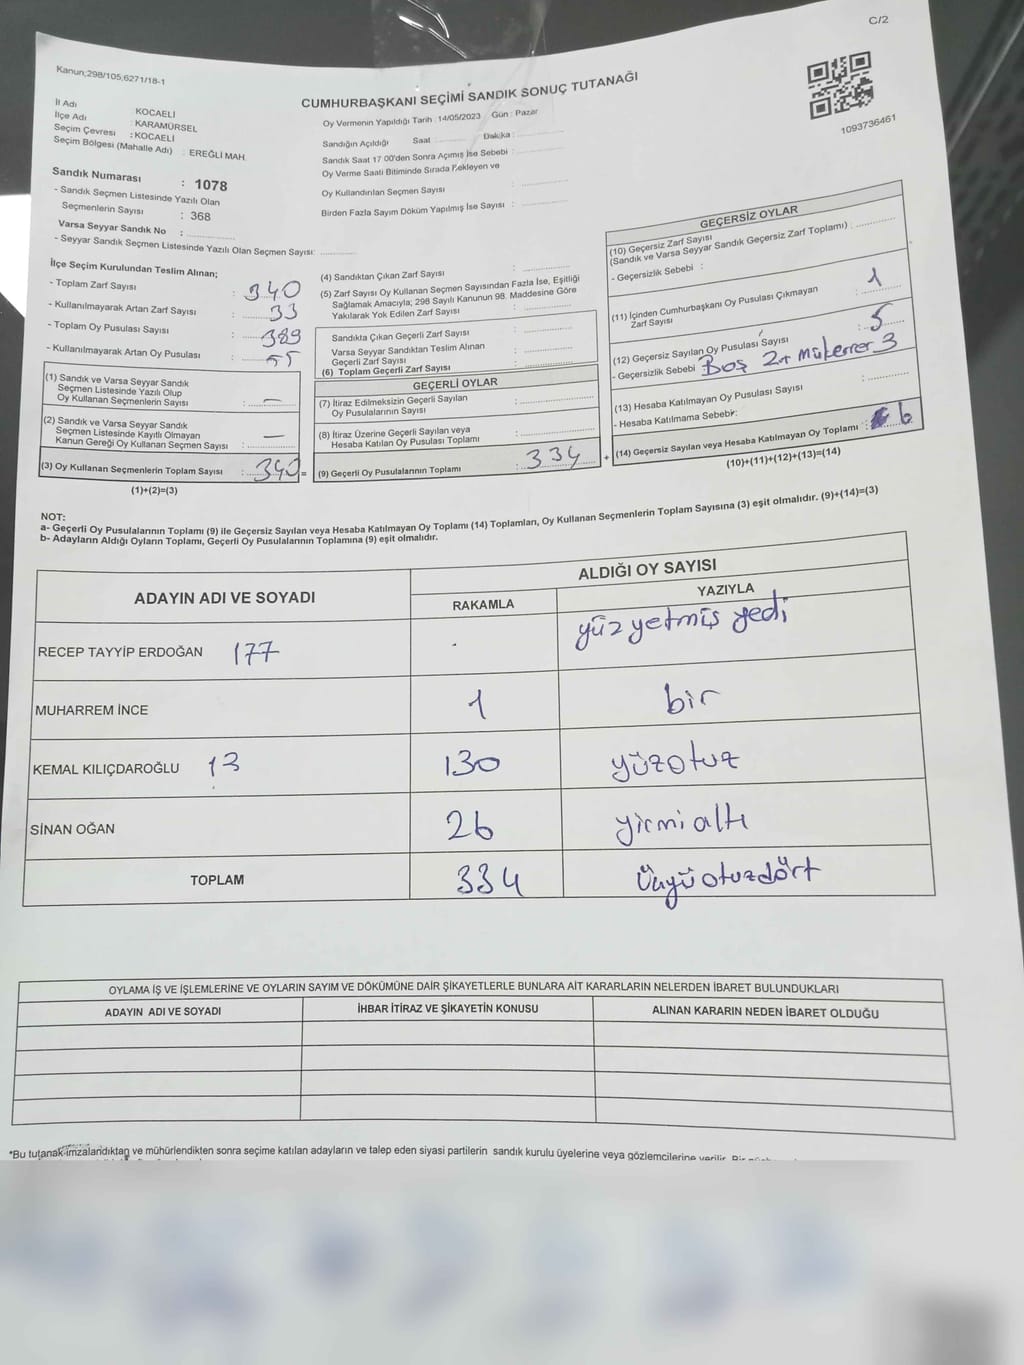 C/2
Kanun;298/105;6271/18-1
CUMHURBAŞKANI SEÇİMİ SANDIK SONUÇ TUTANAĞI
1093736461
İl Adı KOCAELİ
İlçe Adı : KARAMÜRSEL
Seçim Çevresi : KOCAELİ
Seçim Bölgesi (Mahalle Adı) : EREĞLİ MAH.
Sandık Numarası : 1078
- Sandık Seçmen Listesinde Yazılı Olan
Seçmenlerin Sayısı : 368
Varsa Seyyar Sandık No :
- Seyyar Sandık Seçmen Listesinde Yazılı Olan Seçmen Sayısı:
Oy Vermenin Yapıldığı Tarih : 14/05/2023 Gün : Pazar
Sandığın Açıldığı Saat Dakika :
Sandık Saat 17 00'den Sonra Açımış İse Sebebi :
Oy Verme Saati Bitiminde Sırada Bekleyen ve
Oy Kullandırılan Seçmen Sayısı :
Birden Fazla Sayım Döküm Yapılmış İse Sayısı :
İlçe Seçim Kurulundan Teslim Alınan;
- Toplam Zarf Sayısı : 340
- Kullanılmayarak Artan Zarf Sayısı : 33
- Toplam Oy Pusulası Sayısı : 389
- Kullanılmayarak Artan Oy Pusulası : 55
(1) Sandık ve Varsa Seyyar Sandık
Seçmen Listesinde Yazılı Olup
Oy Kullanan Seçmenlerin Sayısı : —
(2) Sandık ve Varsa Seyyar Sandık
Seçmen Listesinde Kayıtlı Olmayan
Kanun Gereği Oy Kullanan Seçmen Sayısı : —
(3) Oy Kullanan Seçmenlerin Toplam Sayısı : 340 =
(1)+(2)=(3)
(4) Sandıktan Çıkan Zarf Sayısı :
(5) Zarf Sayısı Oy Kullanan Seçmen Sayısından Fazla İse, Eşitliği
Sağlamak Amacıyla; 298 Sayılı Kanunun 98. Maddesine Göre
Yakılarak Yok Edilen Zarf Sayısı :
Sandıkta Çıkan Geçerli Zarf Sayısı :
Varsa Seyyar Sandıktan Teslim Alınan
Geçerli Zarf Sayısı :
(6) Toplam Geçerli Zarf Sayısı :
GEÇERLİ OYLAR
(7) İtiraz Edilmeksizin Geçerli Sayılan
Oy Pusulalarının Sayısı :
(8) İtiraz Üzerine Geçerli Sayılan veya
Hesaba Katılan Oy Pusulası Toplamı :
(9) Geçerli Oy Pusulalarının Toplamı : 334 +
GEÇERSİZ OYLAR
(10) Geçersiz Zarf Sayısı
(Sandık ve Varsa Seyyar Sandık Geçersiz Zarf Toplamı) :
- Geçersizlik Sebebi :
(11) İçinden Cumhurbaşkanı Oy Pusulası Çıkmayan
Zarf Sayısı : 1
(12) Geçersiz Sayılan Oy Pusulası Sayısı : 5
- Geçersizlik Sebebi Boş 2 Mükerrer 3
(13) Hesaba Katılmayan Oy Pusulası Sayısı :
- Hesaba Katılmama Sebebi:
(14) Geçersiz Sayılan veya Hesaba Katılmayan Oy Toplamı : 6
(10)+(11)+(12)+(13)=(14)
NOT:
a- Geçerli Oy Pusulalarının Toplamı (9) ile Geçersiz Sayılan veya Hesaba Katılmayan Oy Toplamı (14) Toplamları, Oy Kullanan Seçmenlerin Toplam Sayısına (3) eşit olmalıdır. (9)+(14)=(3)
b- Adayların Aldığı Oyların Toplamı, Geçerli Oy Pusulalarının Toplamına (9) eşit olmalıdır.
ADAYIN ADI VE SOYADI
ALDIĞI OY SAYISI
RAKAMLA YAZIYLA
RECEP TAYYİP ERDOĞAN 177 yüz yetmiş yedi
MUHARREM İNCE 1 bir
KEMAL KILIÇDAROĞLU 13 130 yüzotuz
SİNAN OĞAN 26 yirmi altı
TOPLAM 334 üçyüotuzdört
OYLAMA İŞ VE İŞLEMLERİNE VE OYLARIN SAYIM VE DÖKÜMÜNE DAİR ŞİKAYETLERLE BUNLARA AİT KARARLARIN NELERDEN İBARET BULUNDUKLARI
ADAYIN ADI VE SOYADI İHBAR İTİRAZ VE ŞİKAYETİN KONUSU ALINAN KARARIN NEDEN İBARET OLDUĞU
*Bu tutanak imzalandıktan ve mühürlendikten sonra seçime katılan adayların ve talep eden siyasi partilerin sandık kurulu üyelerine veya gözlemcilerine verilir.